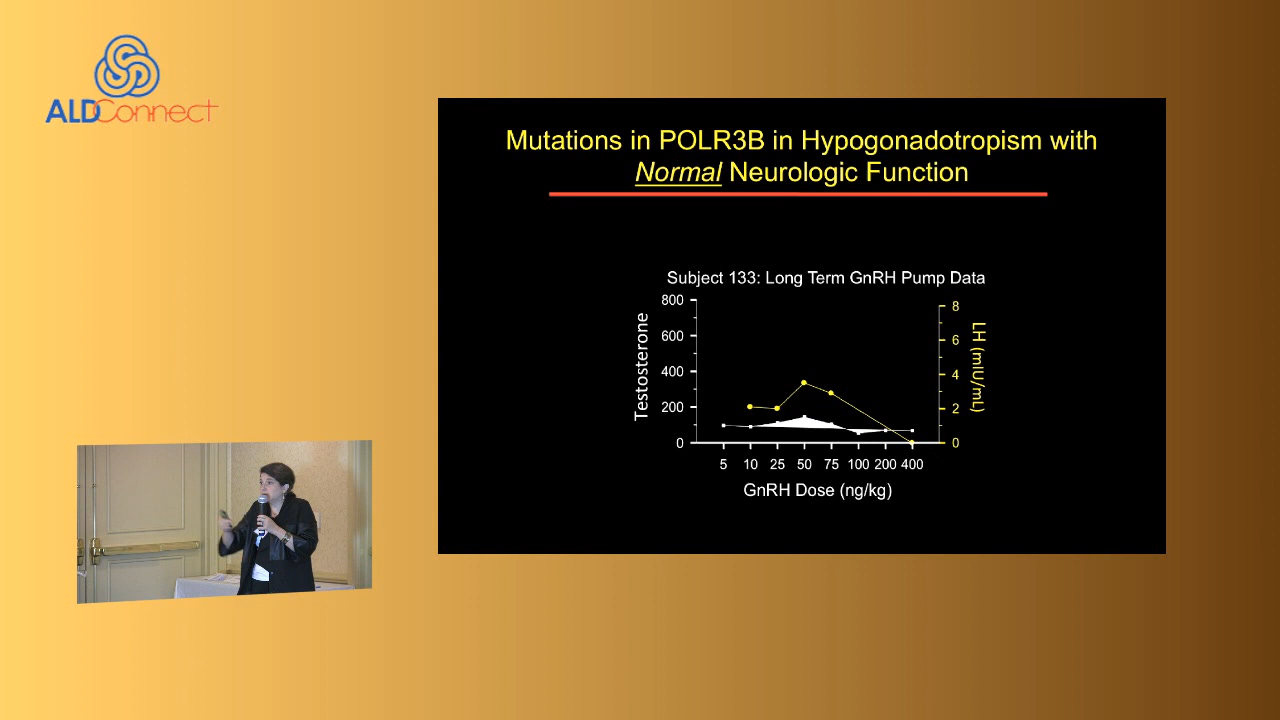 ALDConnect
Mutations in POLR3B in Hypogonadotropism with
Normal Neurologic Function
Subject 133: Long Term GnRH Pump Data
800
600
400
200
0
Testosterone
8
6
4
2
0
LH (mIU/mL)
5 10 25 50 75 100 200 400
GnRH Dose (ng/kg)